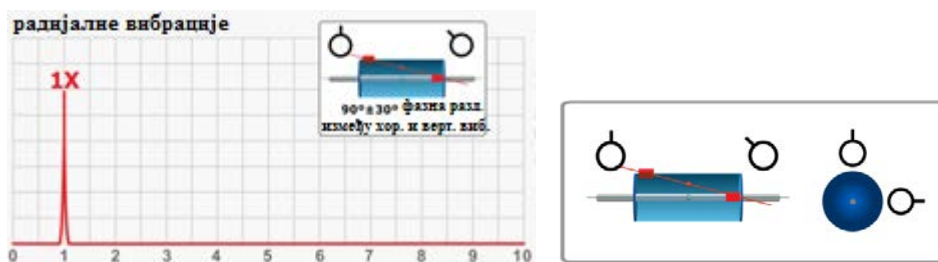 радијалне вибрације
1X
90°±30° фазна разл.
између хор. и верт. виб.
0 1 2 3 4 5 6 7 8 9 10